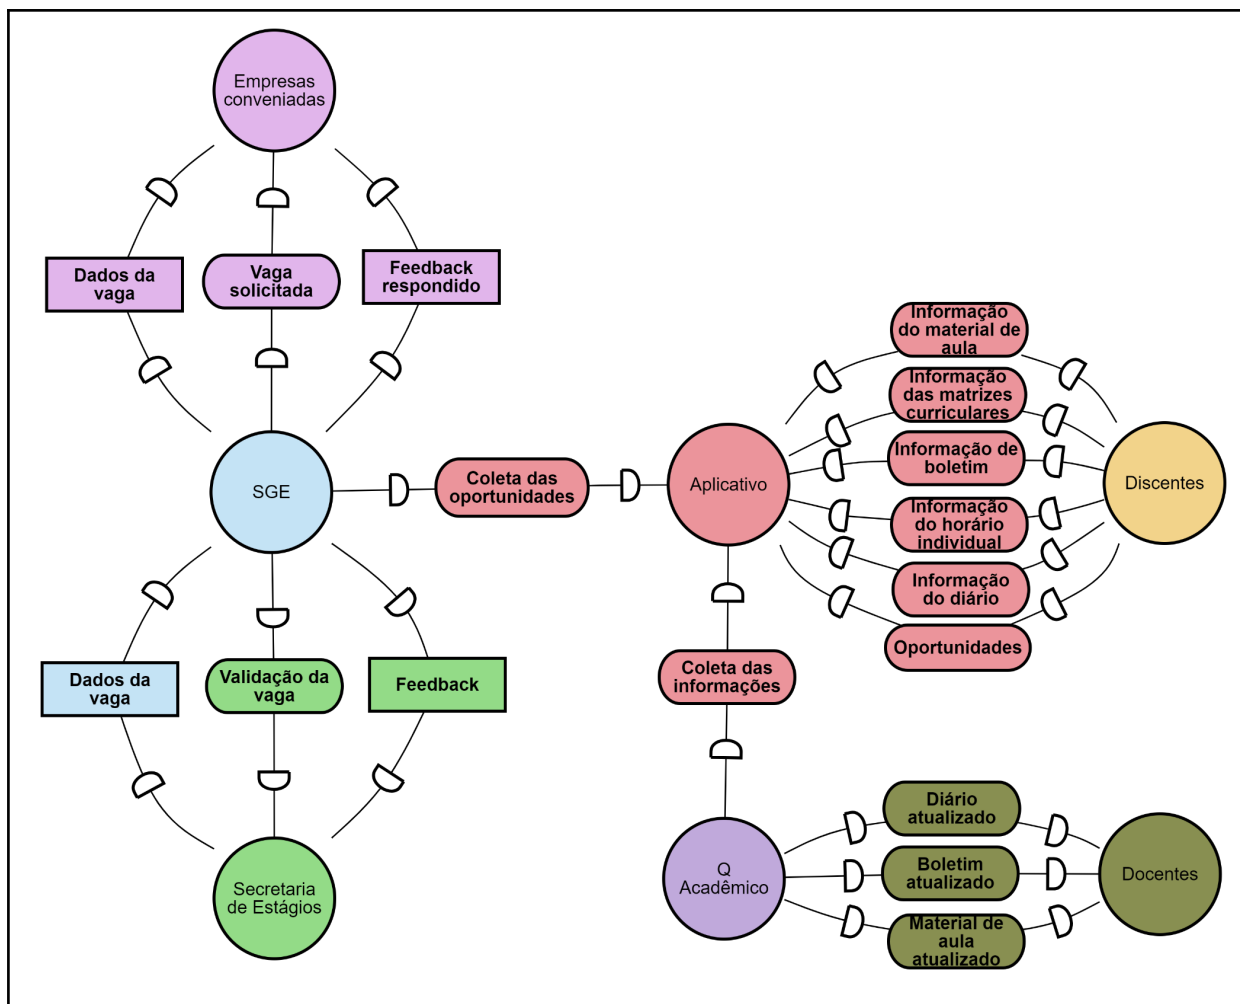 Empresas
conveniadas
Dados da
vaga
Vaga
solicitada
Feedback
respondido
SGE
Coleta das
oportunidades
Aplicativo
Informação
do material de
aula
Informação
das matrizes
curriculares
Informação de
boletim
Informação
do horário
individual
Informação
do diário
Oportunidades
Discentes
Dados da
vaga
Validação da
vaga
Feedback
Coleta das
informações
Secretaria
de Estágios
Q
Acadêmico
Diário
atualizado
Boletim
atualizado
Material de
aula
atualizado
Docentes